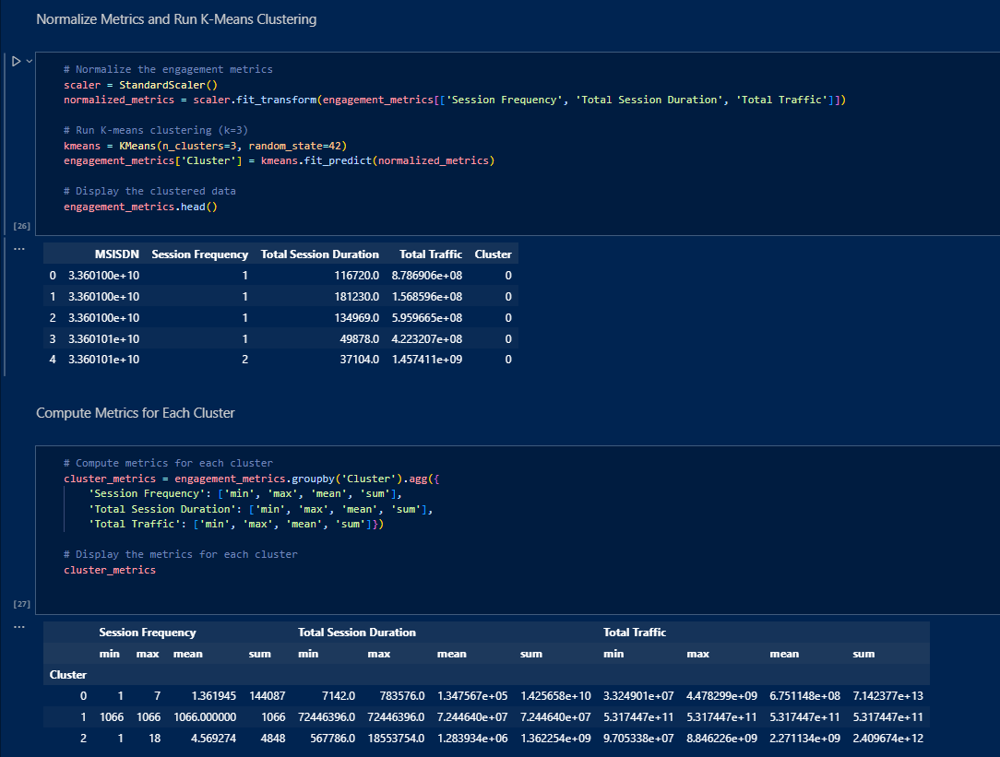 Normalize Metrics and Run K-Means Clustering
# Normalize the engagement metrics
scaler = StandardScaler()
normalized_metrics = scaler.fit_transform(engagement_metrics[['Session Frequency', 'Total Session Duration', 'Total Traffic']])
# Run K-means clustering (k=3)
kmeans = KMeans(n_clusters=3, random_state=42)
engagement_metrics['Cluster'] = kmeans.fit_predict(normalized_metrics)
# Display the clustered data
engagement_metrics.head()
[26]
...
MSISDN Session Frequency Total Session Duration Total Traffic Cluster
0 3.360100e+10 1 116720.0 8.786906e+08 0
1 3.360100e+10 1 181230.0 1.568596e+08 0
2 3.360100e+10 1 134969.0 5.959665e+08 0
3 3.360101e+10 1 49878.0 4.223207e+08 0
4 3.360101e+10 2 37104.0 1.457411e+09 0
Compute Metrics for Each Cluster
# Compute metrics for each cluster
cluster_metrics = engagement_metrics.groupby('Cluster').agg({
'Session Frequency': ['min', 'max', 'mean', 'sum'],
'Total Session Duration': ['min', 'max', 'mean', 'sum'],
'Total Traffic': ['min', 'max', 'mean', 'sum']})
# Display the metrics for each cluster
cluster_metrics
[27]
...
Session Frequency Total Session Duration Total Traffic
min max mean sum min max mean sum min max mean sum
Cluster
0 1 7 1.361945 144087 7142.0 783576.0 1.347567e+05 1.425658e+10 3.324901e+07 4.478299e+09 6.751148e+08 7.142377e+13
1 1066 1066 1066.000000 1066 72446396.0 72446396.0 7.244640e+07 7.244640e+07 5.317447e+11 5.317447e+11 5.317447e+11 5.317447e+11
2 1 18 4.569274 4848 567786.0 18553754.0 1.283934e+06 1.362254e+09 9.705338e+07 8.846226e+09 2.271134e+09 2.409674e+12